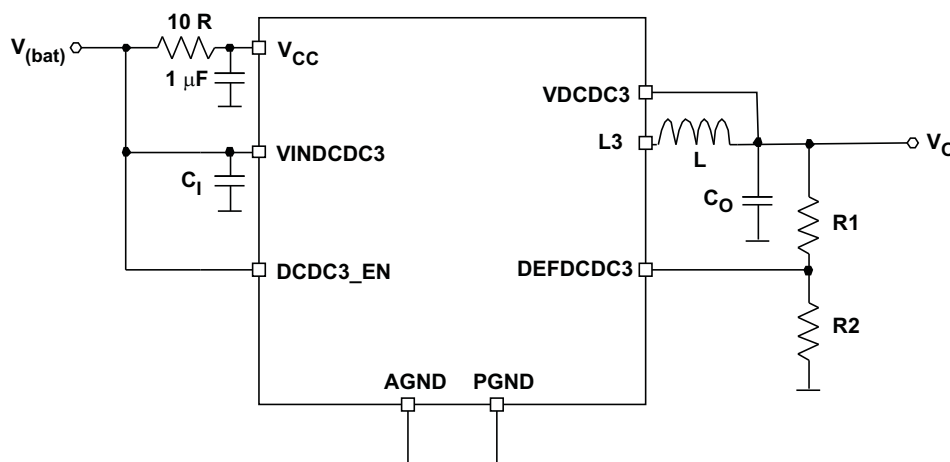 10 R
V(bat)
VCC
1 μF
VDCDC3
L3
L
VO
VINDCDC3
CI
CO
R1
DCDC3_EN
DEFDCDC3
R2
AGND PGND